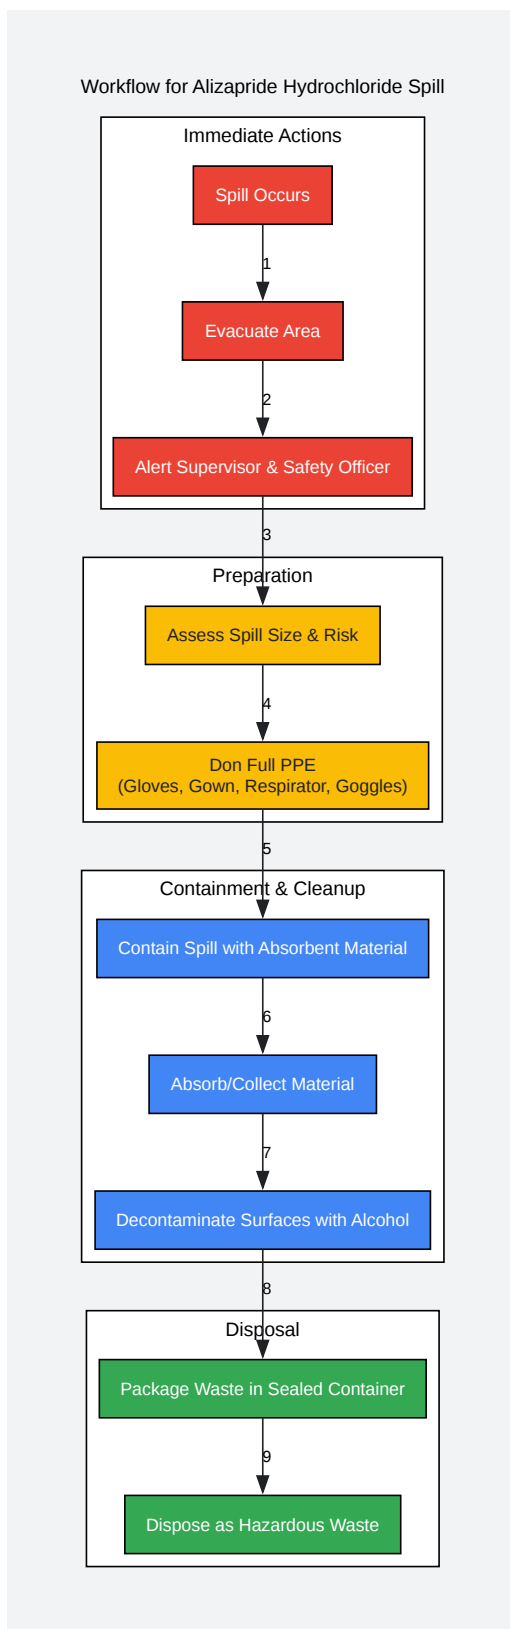 Workflow for Alizapride Hydrochloride Spill
Immediate Actions
Spill Occurs
1
Evacuate Area
2
Alert Supervisor & Safety Officer
3
Preparation
Assess Spill Size & Risk
4
Don Full PPE
(Gloves, Gown, Respirator, Goggles)
5
Containment & Cleanup
Contain Spill with Absorbent Material
6
Absorb/Collect Material
7
Decontaminate Surfaces with Alcohol
8
Disposal
Package Waste in Sealed Container
9
Dispose as Hazardous Waste